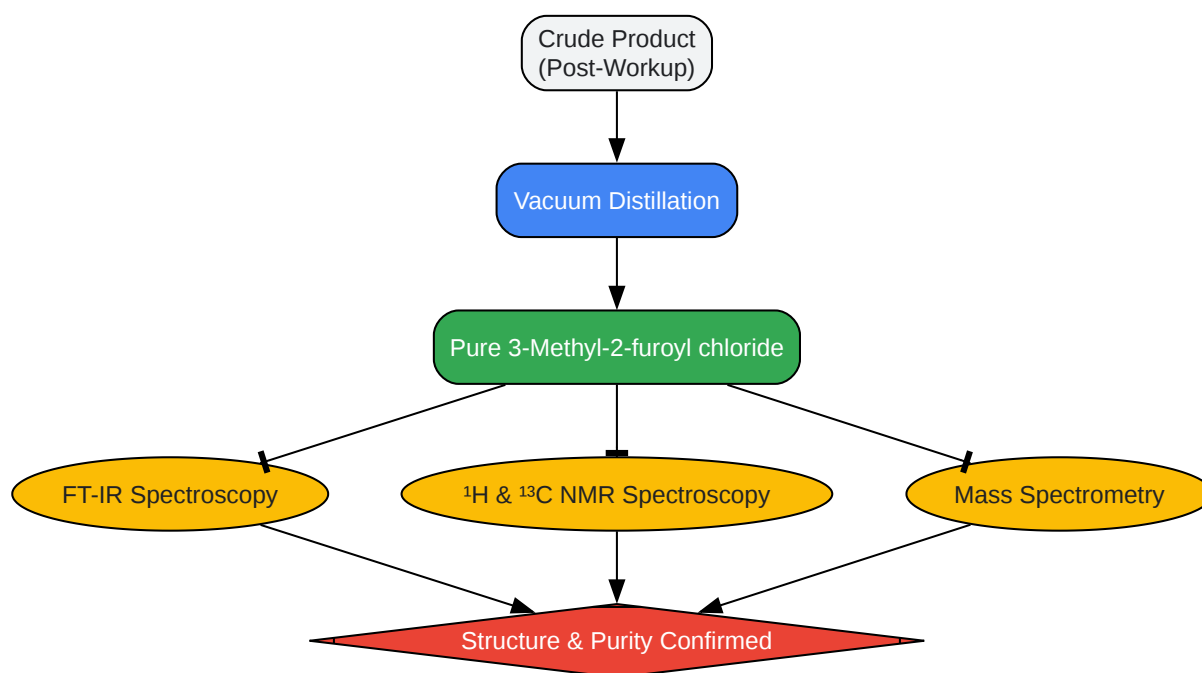 Crude Product
(Post-Workup)
Vacuum Distillation
Pure 3-Methyl-2-furoyl chloride
FT-IR Spectroscopy
¹H & ¹³C NMR Spectroscopy
Mass Spectrometry
Structure & Purity Confirmed